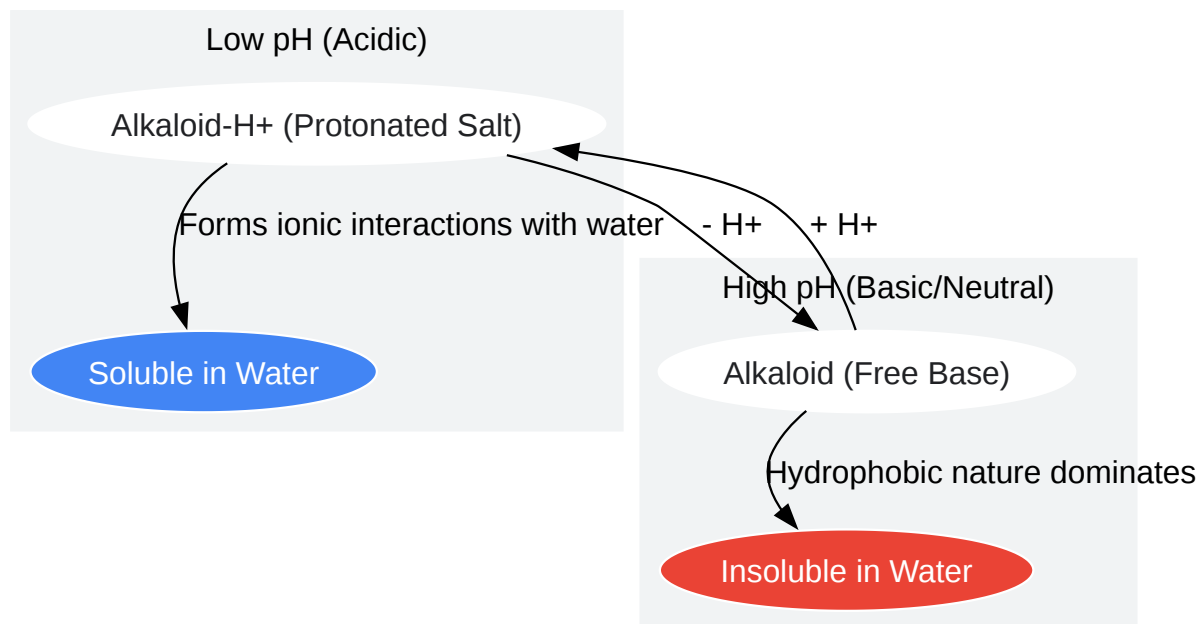 Low pH (Acidic)
Alkaloid-H+ (Protonated Salt)
Forms ionic interactions with water
- H+
+ H+
High pH (Basic/Neutral)
Soluble in Water
Alkaloid (Free Base)
Hydrophobic nature dominates
Insoluble in Water